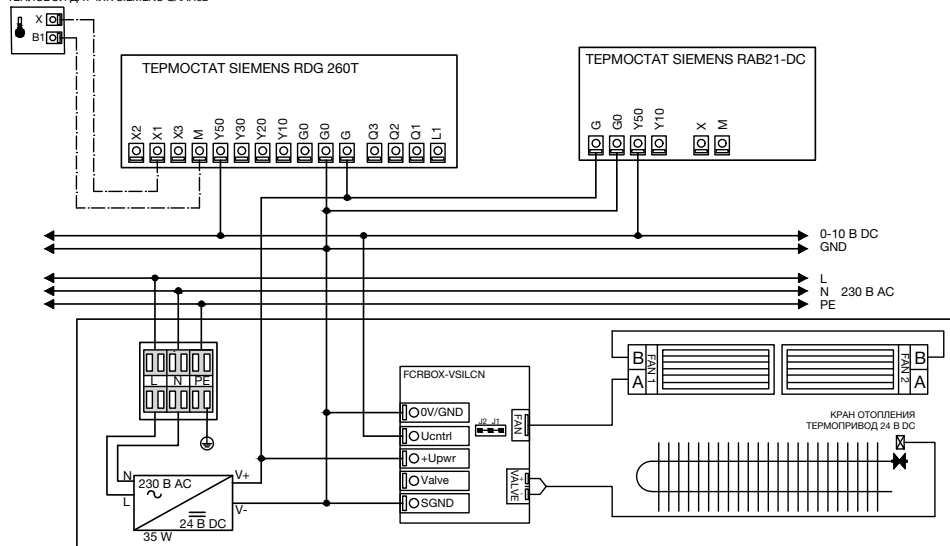 X
B1
ТЕРМОСТАТ SIEMENS RDG 260T
X2 X1 X3 M Y50 Y30 Y20 Y10 G0 G0 G Q3 Q2 Q1 L1
ТЕРМОСТАТ SIEMENS RAB21-DC
G G0 Y50 Y10 X M
0-10 В DC
GND
L
N 230 В AC
PE
L N PE
N
L
230 В AC
24 В DC
35 W
V+
V-
FCRBOX-VSILCN
0V/GND
Ucntrl
+Upwr
Valve
SGND
J2 J1
FAN
VALVE
+
-
B
A
FAN 1
FAN 2
B
A
КРАН ОТОПЛЕНИЯ
ТЕРМОПРИВОД 24 В DC